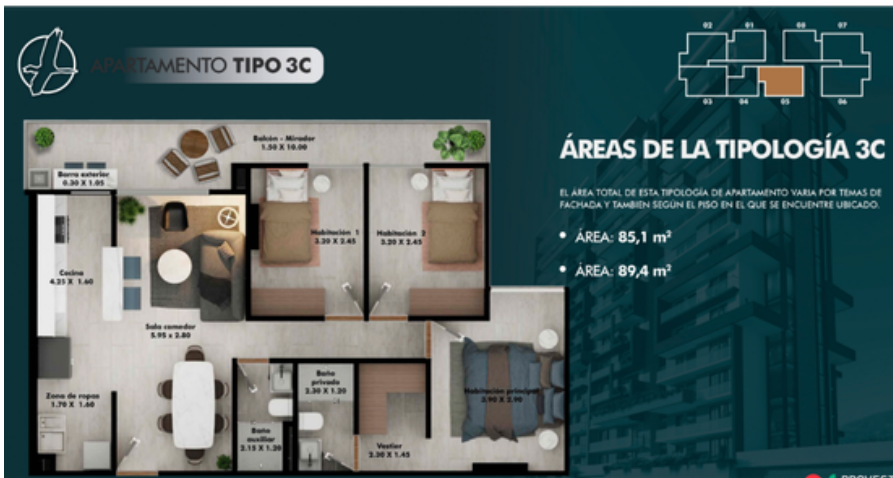 APARTAMENTO TIPO 3C
02 01 08 07
03 04 05 06
Balcón - Mirador
1.50 X 10.00
Barra exterior
0.30 X 1.05
Habitación 1
3.20 X 2.45
Habitación 2
3.20 X 2.45
Cocina
4.25 X 1.60
Sala comedor
5.95 x 2.80
Zona de ropas
1.70 X 1.60
Baño
auxiliar
2.15 X 1.20
Baño
privado
2.30 X 1.20
Vestier
2.30 X 1.45
Habitación principal
3.90 X 2.90
ÁREAS DE LA TIPOLOGÍA 3C
EL ÁREA TOTAL DE ESTA TIPOLOGÍA DE APARTAMENTO VARIA POR TEMAS DE
FACHADA Y TAMBIEN SEGÚN EL PISO EN EL QUE SE ENCUENTRE UBICADO.
• ÁREA: 85,1 m²
• ÁREA: 89,4 m²